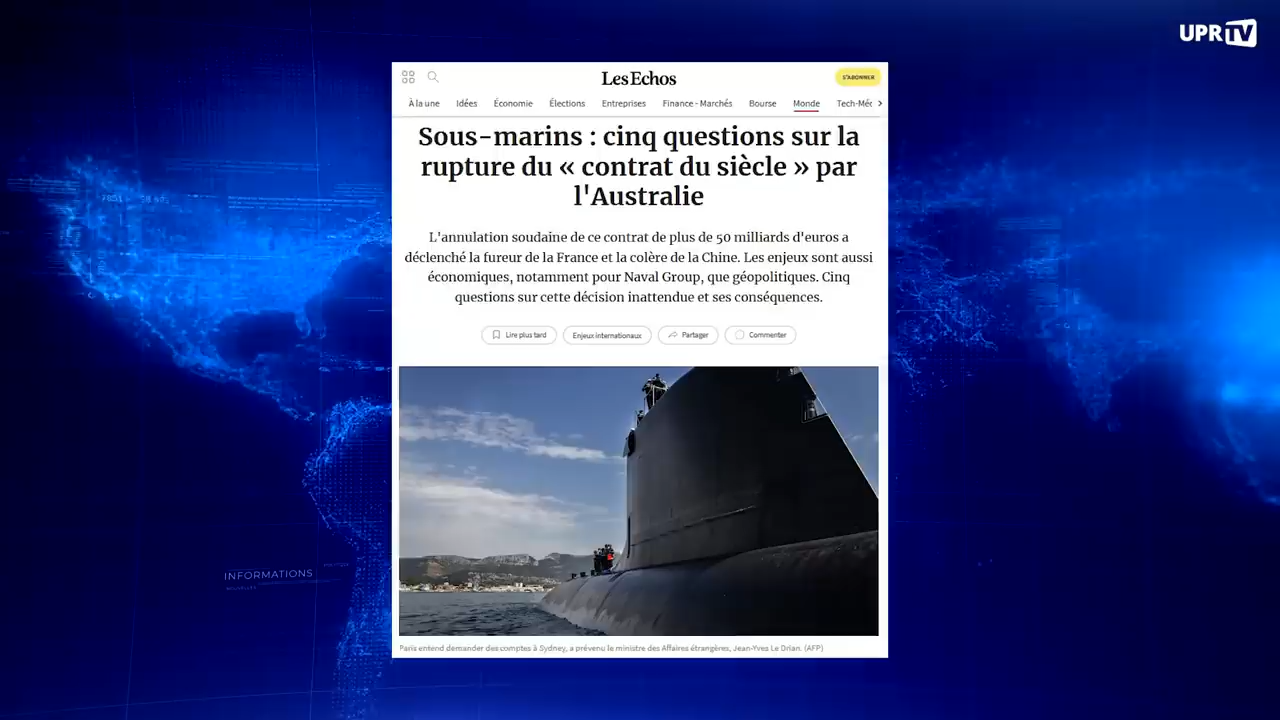 UPR TV
Les Echos
S'ABONNER
À la une Idées Économie Élections Entreprises Finance - Marchés Bourse Monde Tech-Méc
Sous-marins : cinq questions sur la
rupture du « contrat du siècle » par
l'Australie
L'annulation soudaine de ce contrat de plus de 50 milliards d'euros a
déclenché la fureur de la France et la colère de la Chine. Les enjeux sont aussi
économiques, notamment pour Naval Group, que géopolitiques. Cinq
questions sur cette décision inattendue et ses conséquences.
Lire plus tard Enjeux internationaux Partager Commenter
Paris entend demander des comptes à Sydney, a prévenu le ministre des Affaires étrangères, Jean-Yves Le Drian. (AFP)
INFORMATIONS